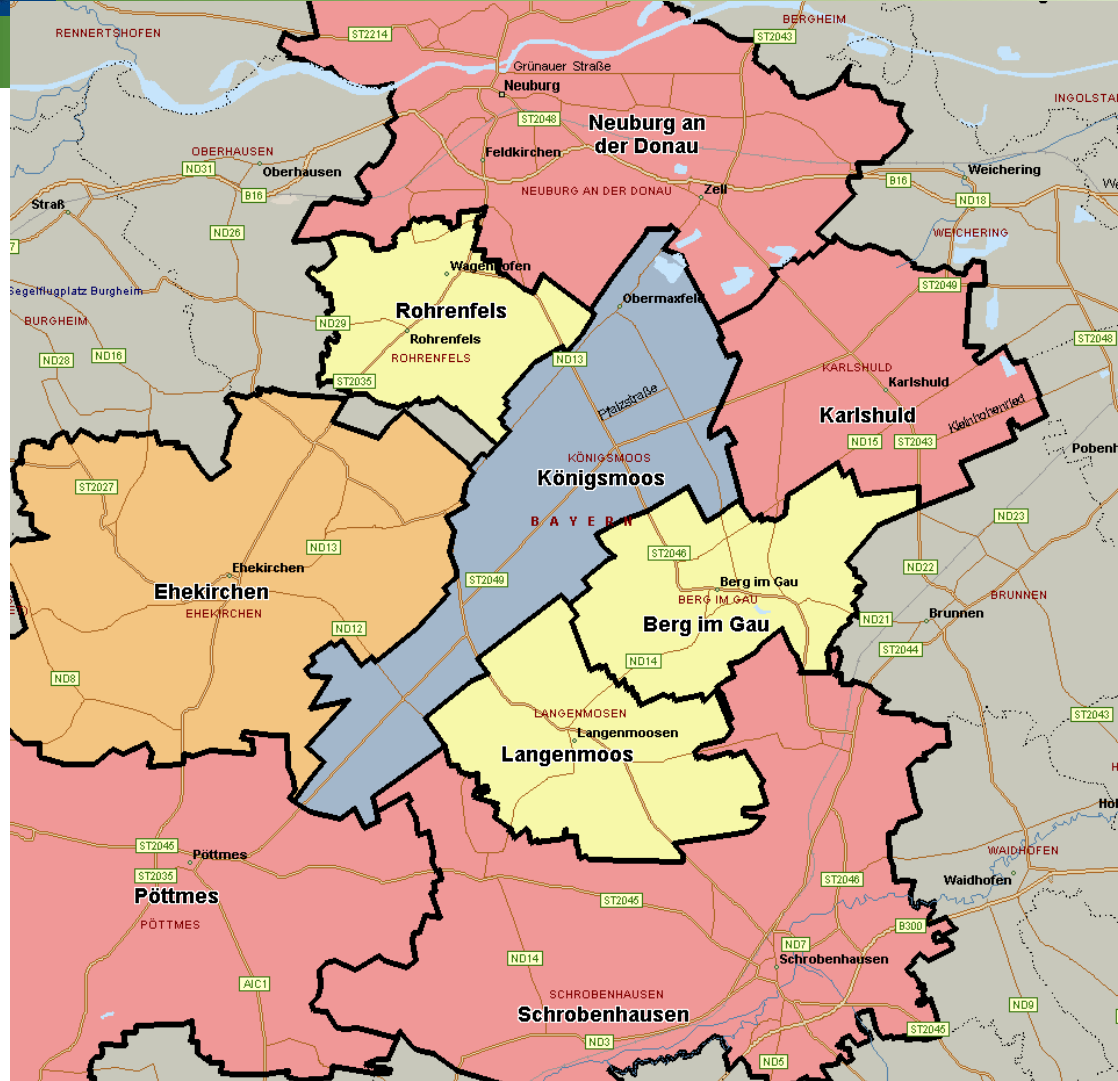 RENNERTSHOFEN
ST2214
BERGHEIM
ST2043
Grünauer Straße
Neuburg
INGOLSTA
ST2048
Neuburg an
der Donau
OBERHAUSEN
Oberhausen
ND31
Feldkirchen
B16
NEUBURG AN DER DONAU
Zell
B16
Weichering
ND18
Straß
ND26
WEICHERING
Wagenhofen
Segelflugplatz Burgheim
Obermaxfeld
ST2049
BURGHEIM
ND29
Rohrenfels
Rohrenfels
ROHRENFELS
ND28
ND16
ND13
ST2048
ST2035
KARLSHULD
Karlshuld
Pfalzstraße
Karlshuld
Kleinhohenried
ND15
ST2043
KÖNIGSMOOS
Königsmoos
Pobenh
ST2027
BAYERN
ND23
ND13
ST2046
Ehekirchen
Ehekirchen
EHEKIRCHEN
ST2049
Berg im Gau
BERG IM GAU
Berg im Gau
ND22
BRUNNEN
Brunnen
ND21
ND12
ST2044
ND14
ND8
LANGENMOSEN
Langenmoosen
Langenmoos
ST2043
ST2045
Pöttmes
ST2035
Pöttmes
PÖTTMES
WAIDHOFEN
Waidhofen
ST2046
ST2045
B300
ND14
ND7
Schrobenhausen
AIC1
SCHROBENHAUSEN
Schrobenhausen
ND9
ND3
ST2045
ND5